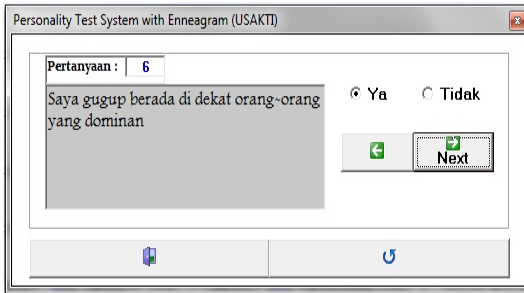 Personality Test System with Enneagram (USAKTI)
Pertanyaan : 6
Saya gugup berada di dekat orang-orang
yang dominan
Ya Tidak
Next